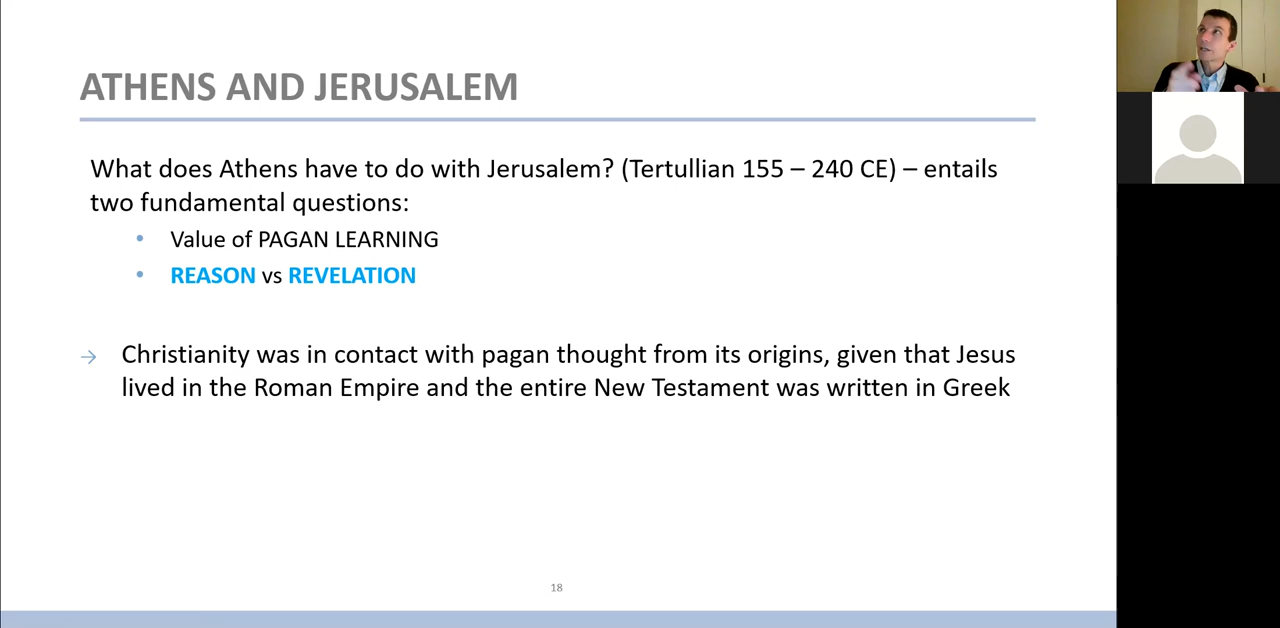 ATHENS AND JERUSALEM
What does Athens have to do with Jerusalem? (Tertullian 155 – 240 CE) – entails
two fundamental questions:
• Value of PAGAN LEARNING
• REASON vs REVELATION
→ Christianity was in contact with pagan thought from its origins, given that Jesus
lived in the Roman Empire and the entire New Testament was written in Greek
18